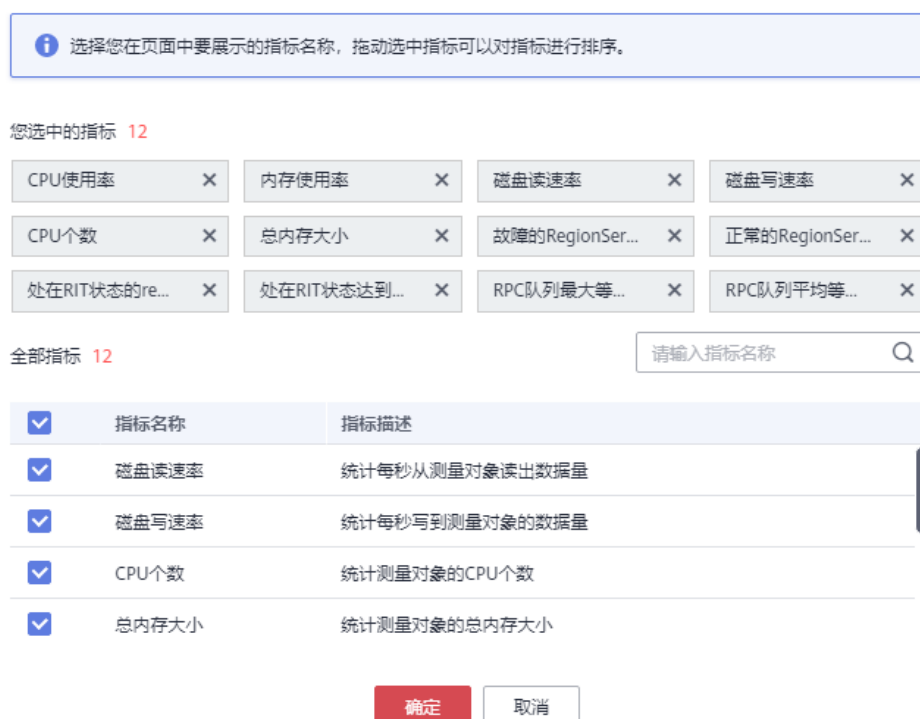 选择您在页面中要展示的指标名称，拖动选中指标可以对指标进行排序。
您选中的指标 12
CPU使用率 内存使用率 磁盘读速率 磁盘写速率
CPU个数 总内存大小 故障的RegionSer... 正常的RegionSer...
处在RIT状态的re... 处在RIT状态达到... RPC队列最大等... RPC队列平均等...
全部指标 12 请输入指标名称
指标名称 指标描述
磁盘读速率 统计每秒从测量对象读出数据量
磁盘写速率 统计每秒写到测量对象的数据量
CPU个数 统计测量对象的CPU个数
总内存大小 统计测量对象的总内存大小
确定 取消